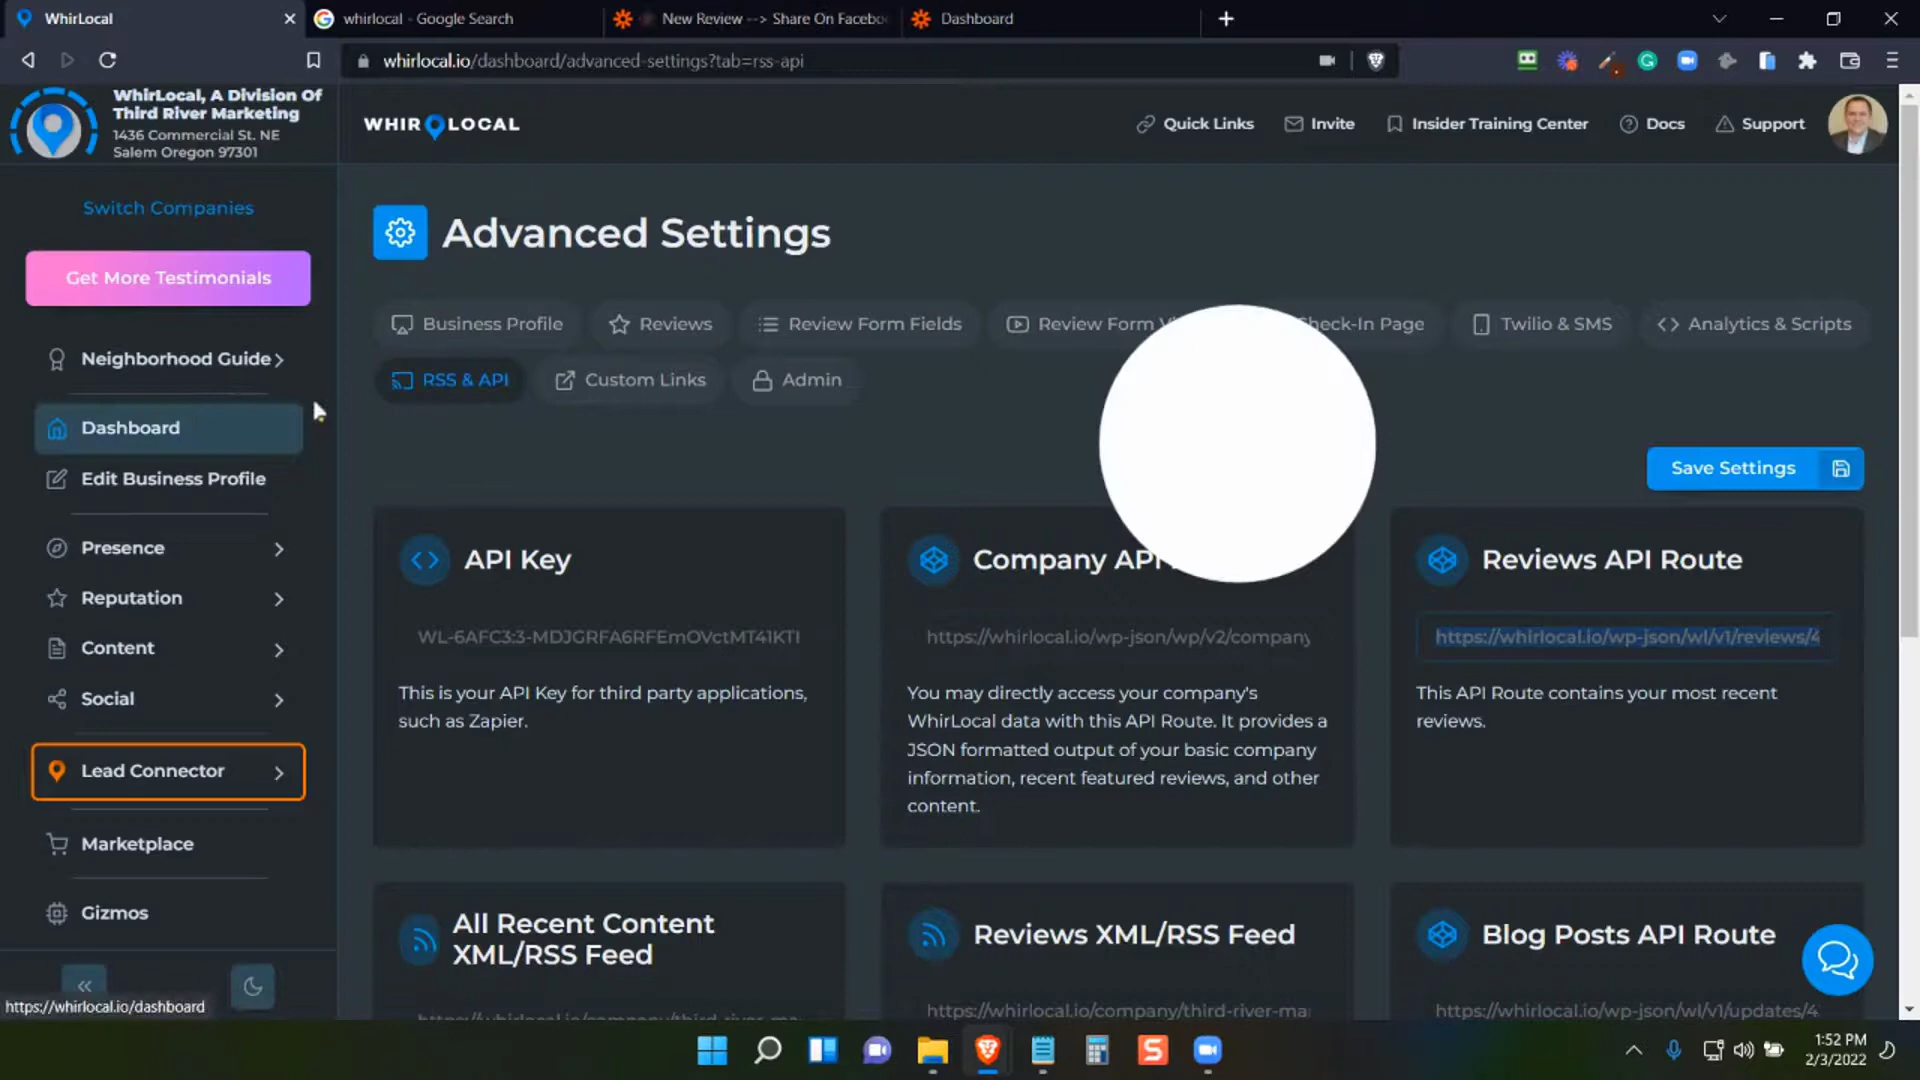 WhirLocal
whirlocal - Google Search
New Review --> Share On Facebo
Dashboard
whirlocal.io/dashboard/advanced-settings?tab=rss-api
WhirLocal, A Division Of
Third River Marketing
1436 Commercial St. NE
Salem Oregon 97301
WHIR LOCAL
Quick Links
Invite
Insider Training Center
Docs
Support
Switch Companies
Get More Testimonials
Neighborhood Guide
Dashboard
Edit Business Profile
Presence
Reputation
Content
Social
Lead Connector
Marketplace
Gizmos
https://whirlocal.io/dashboard
Advanced Settings
Business Profile
Reviews
Review Form Fields
Review Form
Check-In Page
Twilio & SMS
Analytics & Scripts
RSS & API
Custom Links
Admin
Save Settings
API Key
WL-6AFC3:3-MDJGRFA6RFEmOVctMT41KTI
This is your API Key for third party applications,
such as Zapier.
Company API
https://whirlocal.io/wp-json/wp/v2/company
You may directly access your company's
WhirLocal data with this API Route. It provides a
JSON formatted output of your basic company
information, recent featured reviews, and other
content.
Reviews API Route
https://whirlocal.io/wp-json/wl/v1/reviews/4
This API Route contains your most recent
reviews.
All Recent Content
XML/RSS Feed
https://whirlocal.io/company/third-river-ma
Reviews XML/RSS Feed
https://whirlocal.io/company/third-river-ma
Blog Posts API Route
https://whirlocal.io/wp-json/wl/v1/updates/4
1:52 PM
2/3/2022